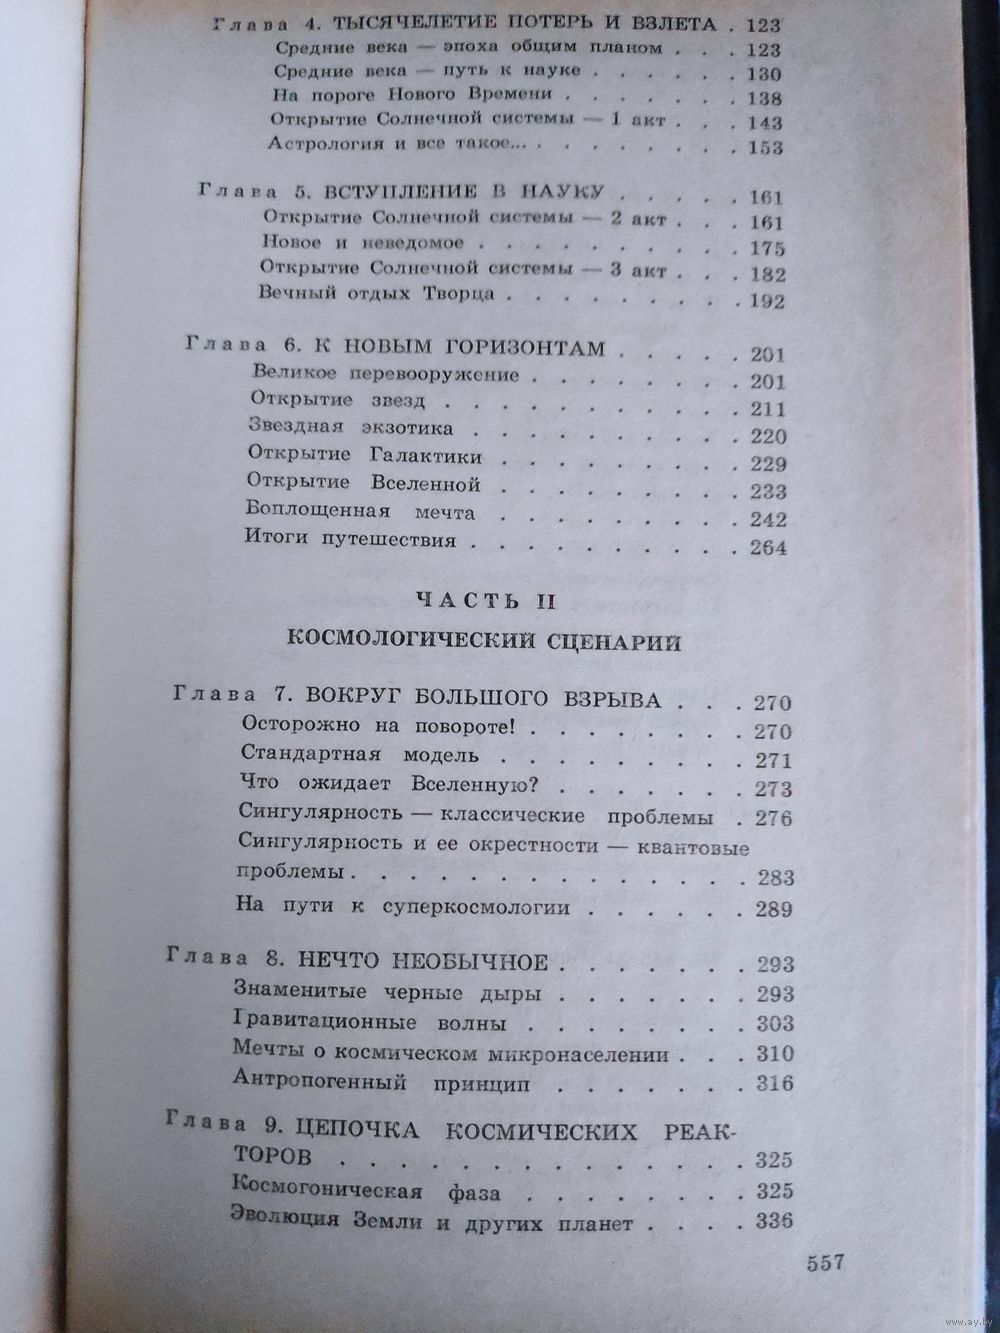 Глава 4. ТЫСЯЧЕЛЕТИЕ ПОТЕРЬ И ВЗЛЕТА . 123
Средние века — эпоха общим планом . . . 123
Средние века — путь к науке . . . . . . 130
На пороге Нового Времени . . . . . . . 138
Открытие Солнечной системы — 1 акт . . . 143
Астрология и все такое... . . . . . . . . 153
Глава 5. ВСТУПЛЕНИЕ В НАУКУ . . . . . 161
Открытие Солнечной системы — 2 акт . . . 161
Новое и неведомое . . . . . . . . . . 175
Открытие Солнечной системы — 3 акт . . . 182
Вечный отдых Творца . . . . . . . . . 192
Глава 6. К НОВЫМ ГОРИЗОНТАМ . . . . . 201
Великое перевооружение . . . . . . . . 201
Открытие звезд . . . . . . . . . . . 211
Звездная экзотика . . . . . . . . . . 220
Открытие Галактики . . . . . . . . . 229
Открытие Вселенной . . . . . . . . . 233
Воплощенная мечта . . . . . . . . . 242
Итоги путешествия . . . . . . . . . . 264
ЧАСТЬ II
КОСМОЛОГИЧЕСКИЙ СЦЕНАРИЙ
Глава 7. ВОКРУГ БОЛЬШОГО ВЗРЫВА . . . 270
Осторожно на повороте! . . . . . . . . 270
Стандартная модель . . . . . . . . . 271
Что ожидает Вселенную? . . . . . . . 273
Сингулярность — классические проблемы . 276
Сингулярность и ее окрестности — квантовые
проблемы . . . . . . . . . . . . . . 283
На пути к суперкосмологии . . . . . . 289
Глава 8. НЕЧТО НЕОБЫЧНОЕ . . . . . . . 293
Знаменитые черные дыры . . . . . . . 293
Гравитационные волны . . . . . . . . 303
Мечты о космическом микронаселении . . . 310
Антропогенный принцип . . . . . . . 316
Глава 9. ЦЕПОЧКА КОСМИЧЕСКИХ РЕАК-
ТОРОВ . . . . . . . . . . . . . . 325
Космогоническая фаза . . . . . . . . 325
Эволюция Земли и других планет . . . . 336
557
www.ay.by